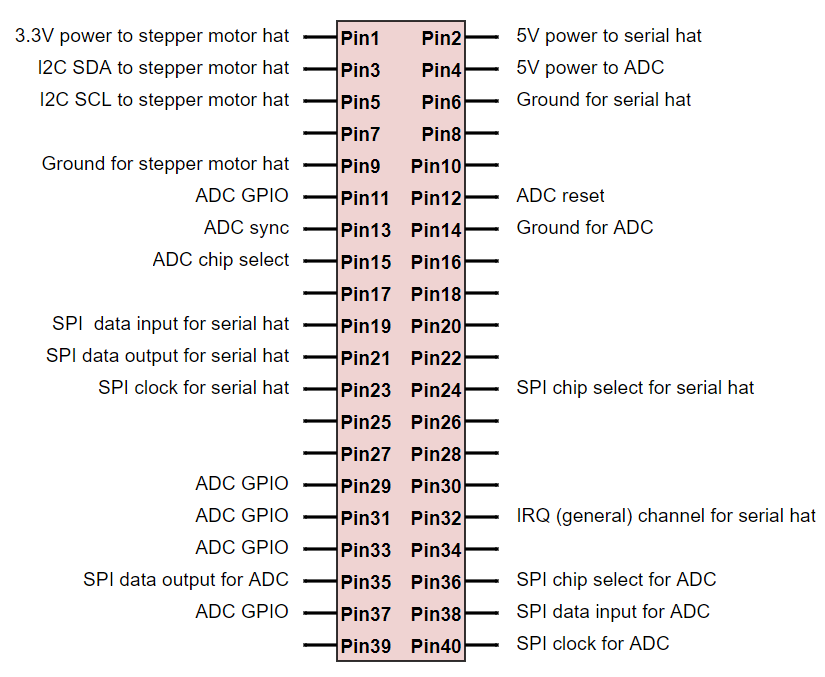 3.3V power to stepper motor hat Pin1 Pin2 5V power to serial hat
I2C SDA to stepper motor hat Pin3 Pin4 5V power to ADC
I2C SCL to stepper motor hat Pin5 Pin6 Ground for serial hat
Pin7 Pin8
Ground for stepper motor hat Pin9 Pin10
ADC GPIO Pin11 Pin12 ADC reset
ADC sync Pin13 Pin14 Ground for ADC
ADC chip select Pin15 Pin16
Pin17 Pin18
SPI data input for serial hat Pin19 Pin20
SPI data output for serial hat Pin21 Pin22
SPI clock for serial hat Pin23 Pin24 SPI chip select for serial hat
Pin25 Pin26
Pin27 Pin28
ADC GPIO Pin29 Pin30
ADC GPIO Pin31 Pin32 IRQ (general) channel for serial hat
ADC GPIO Pin33 Pin34
SPI data output for ADC Pin35 Pin36 SPI chip select for ADC
ADC GPIO Pin37 Pin38 SPI data input for ADC
Pin39 Pin40 SPI clock for ADC